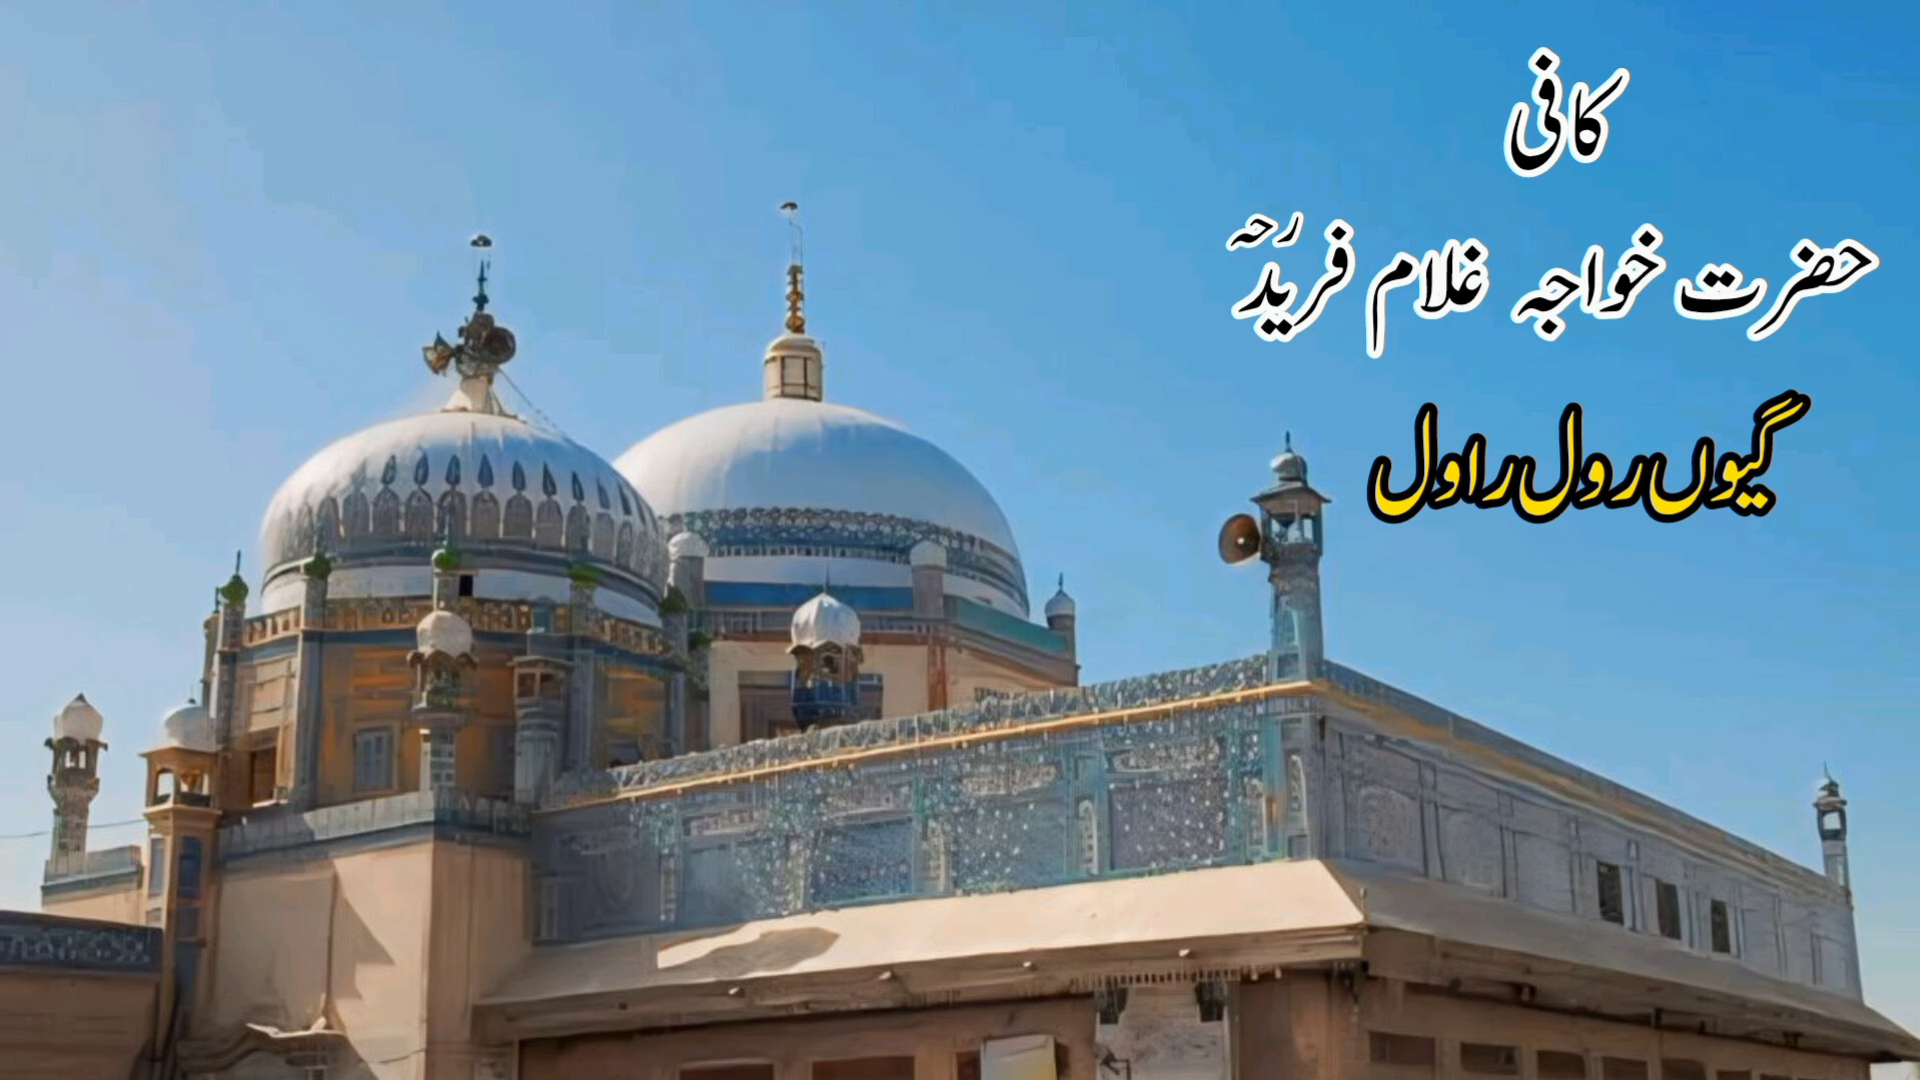 کافی
حضرت خواجہ غلام فریدؒ
گیوں رول راول